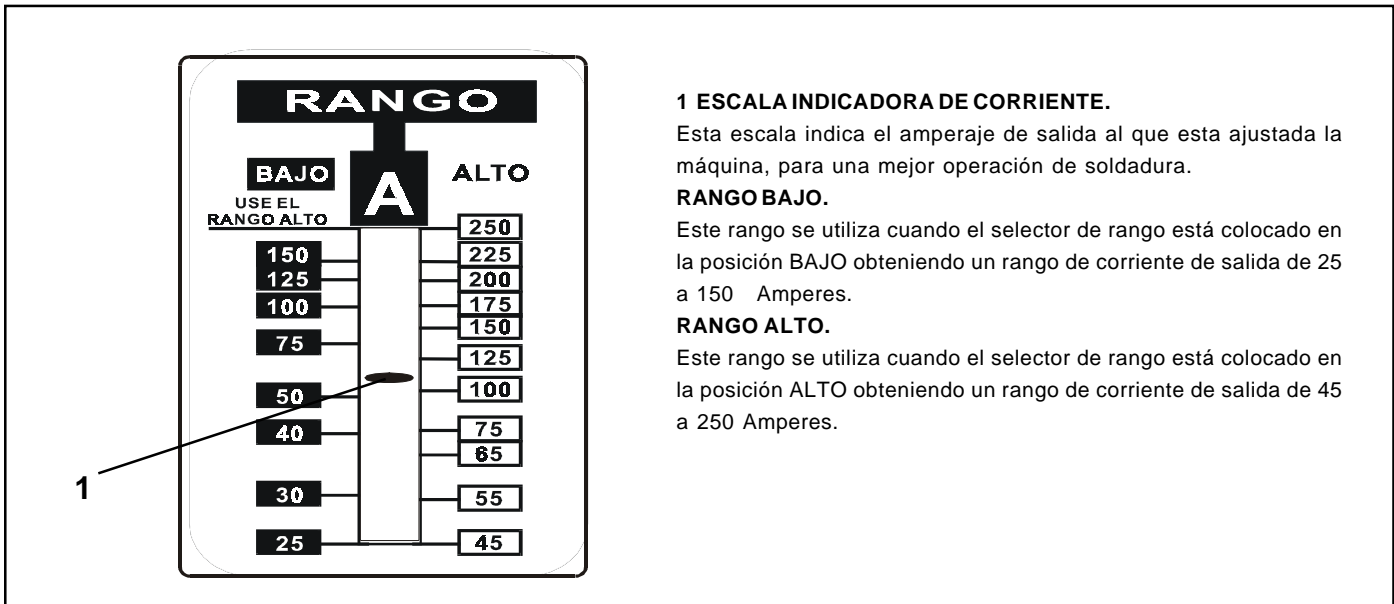 RANGO
BAJO
A
ALTO
USE EL
RANGO ALTO
250
150
225
125
200
100
175
150
75
125
50
100
40
75
65
1
30
55
25
45
1 ESCALA INDICADORA DE CORRIENTE.
Esta escala indica el amperaje de salida al que esta ajustada la
máquina, para una mejor operación de soldadura.
RANGO BAJO.
Este rango se utiliza cuando el selector de rango está colocado en
la posición BAJO obteniendo un rango de corriente de salida de 25
a 150 Amperes.
RANGO ALTO.
Este rango se utiliza cuando el selector de rango está colocado en
la posición ALTO obteniendo un rango de corriente de salida de 45
a 250 Amperes.